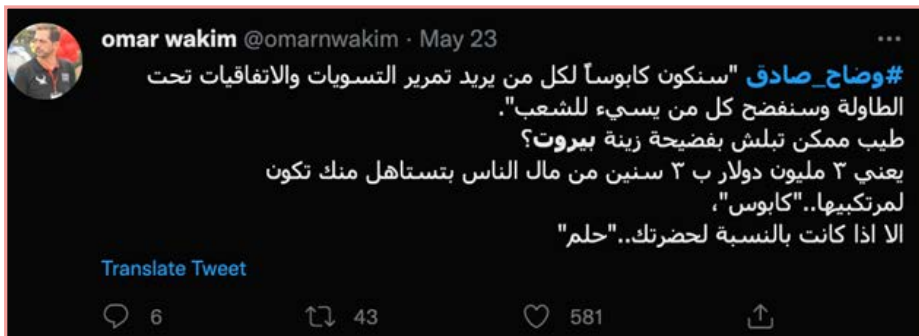 omar wakim @omarnwakim · May 23
#وضاح_صادق "سنكون كابوساً لكل من يريد تمرير التسويات والاتفاقيات تحت
الطاولة وسنفضح كل من يسيء للشعب".
طيب ممكن تبلش بفضيحة زينة بيروت؟
يعني ٣ مليون دولار ب ٣ سنين من مال الناس بتستاهل منك تكون
لمرتكبيها.."كابوس"،
الا اذا كانت بالنسبة لحضرتك.."حلم"
Translate Tweet
6 43 581